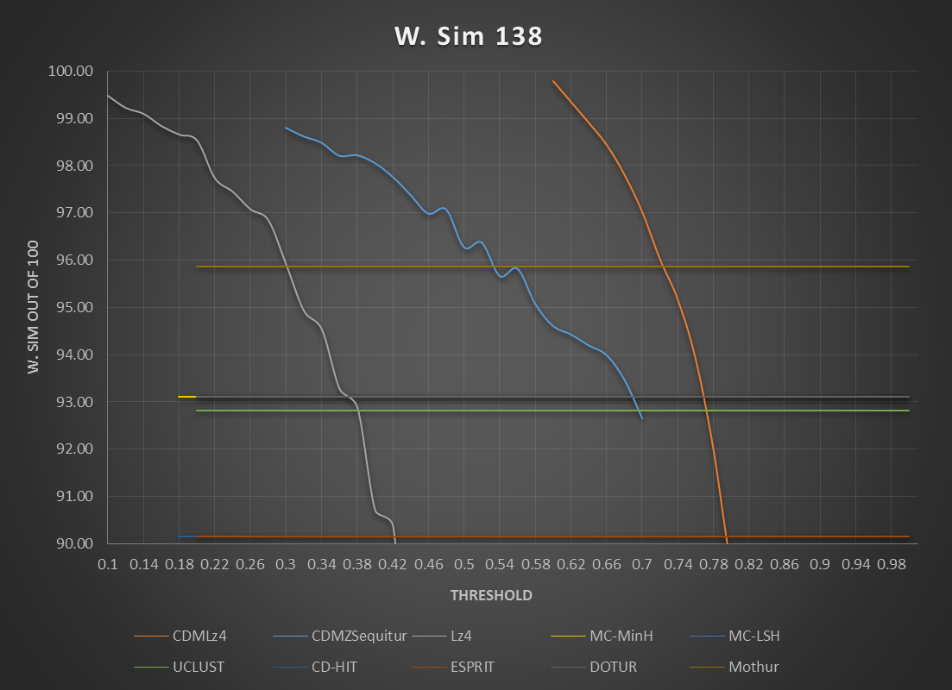 W. Sim 138
100.00
99.00
98.00
97.00
96.00
95.00
94.00
93.00
92.00
91.00
90.00
W. SIM OUT OF 100
0.1 0.14 0.18 0.22 0.26 0.3 0.34 0.38 0.42 0.46 0.5 0.54 0.58 0.62 0.66 0.7 0.74 0.78 0.82 0.86 0.9 0.94 0.98
THRESHOLD
CDMLz4 CDMZSequitur Lz4 MC-MinH MC-LSH
UCLUST CD-HIT ESPRIT DOTUR Mothur